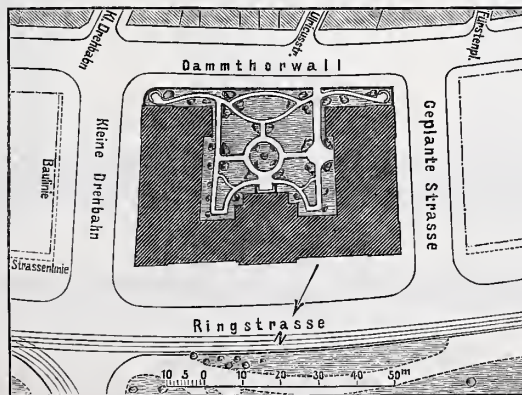 Kl. Drehbahn
Ulricusstr.
Fürstenpl.
Dammthorwall
Kleine Drehbahn
Geplante Strasse
Baulinie
Strassenlinie
Ringstrasse
N
10 5 0 10 20 30 40 50m